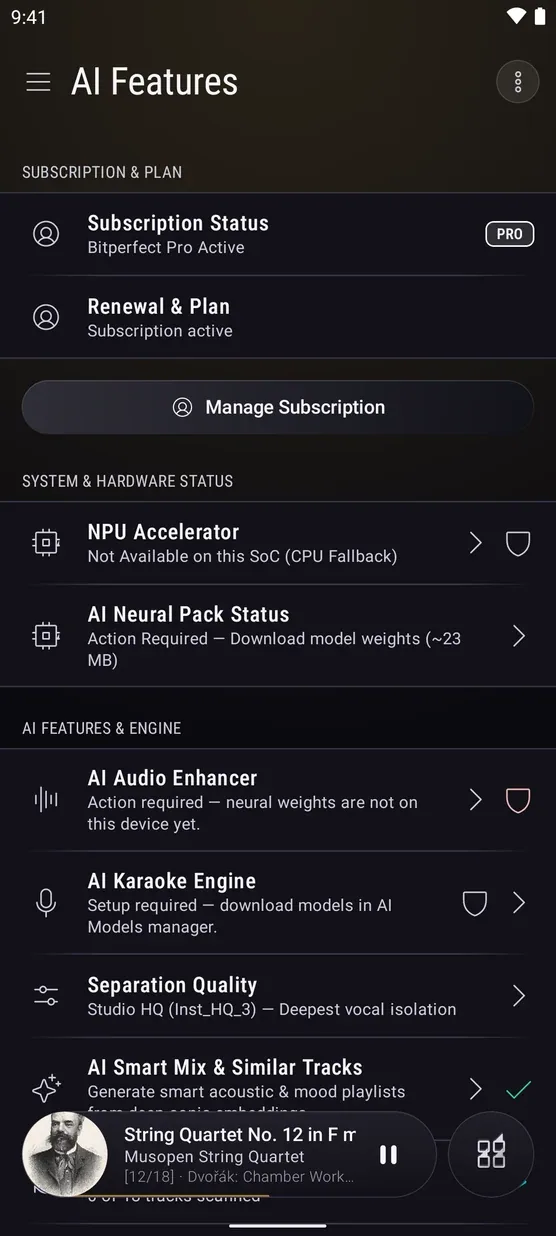 9:41
AI Features
SUBSCRIPTION & PLAN
Subscription Status
Bitperfect Pro Active
PRO
Renewal & Plan
Subscription active
Manage Subscription
SYSTEM & HARDWARE STATUS
NPU Accelerator
Not Available on this SoC (CPU Fallback)
AI Neural Pack Status
Action Required — Download model weights (~23
MB)
AI FEATURES & ENGINE
AI Audio Enhancer
Action required — neural weights are not on
this device yet.
AI Karaoke Engine
Setup required — download models in AI
Models manager.
Separation Quality
Studio HQ (Inst_HQ_3) — Deepest vocal isolation
AI Smart Mix & Similar Tracks
Generate smart acoustic & mood playlists
from deep sonic embeddings
String Quartet No. 12 in F m
Musopen String Quartet
[12/18] · Dvořák: Chamber Work…
tracks scanned